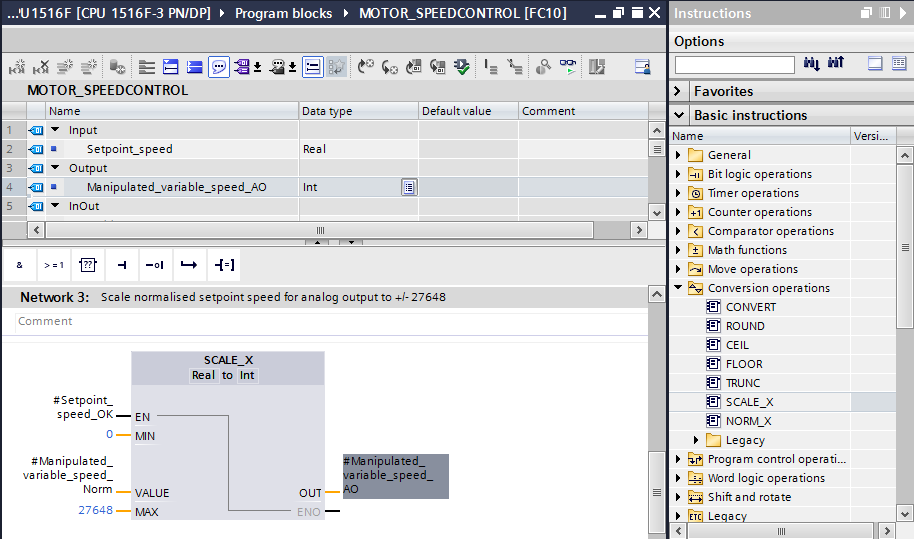 ...'U1516F [CPU 1516F-3 PN/DP]  Program blocks  MOTOR_SPEEDCONTROL [FC10]
MOTOR_SPEEDCONTROL
Name  Data type  Default value  Comment
1  Input
2  Setpoint_speed  Real
3  Output
4  Manipulated_variable_speed_AO  Int
5  InOut
&  >=1  ??  -o|  -[=]
Network 3:  Scale normalised setpoint speed for analog output to +/- 27648
Comment
SCALE_X
Real to Int
#Setpoint_
speed_OK  EN
0  MIN
#Manipulated_
variable_speed_
Norm  VALUE
27648  MAX
OUT
ENO
#Manipulated_
variable_speed_
AO
Instructions
Options
Favorites
Basic instructions
Name  Versi...
General
Bit logic operations
Timer operations
Counter operations
Comparator operations
Math functions
Move operations
Conversion operations
CONVERT
ROUND
CEIL
FLOOR
TRUNC
SCALE_X
NORM_X
Legacy
Program control operati...
Word logic operations
Shift and rotate
Legacy